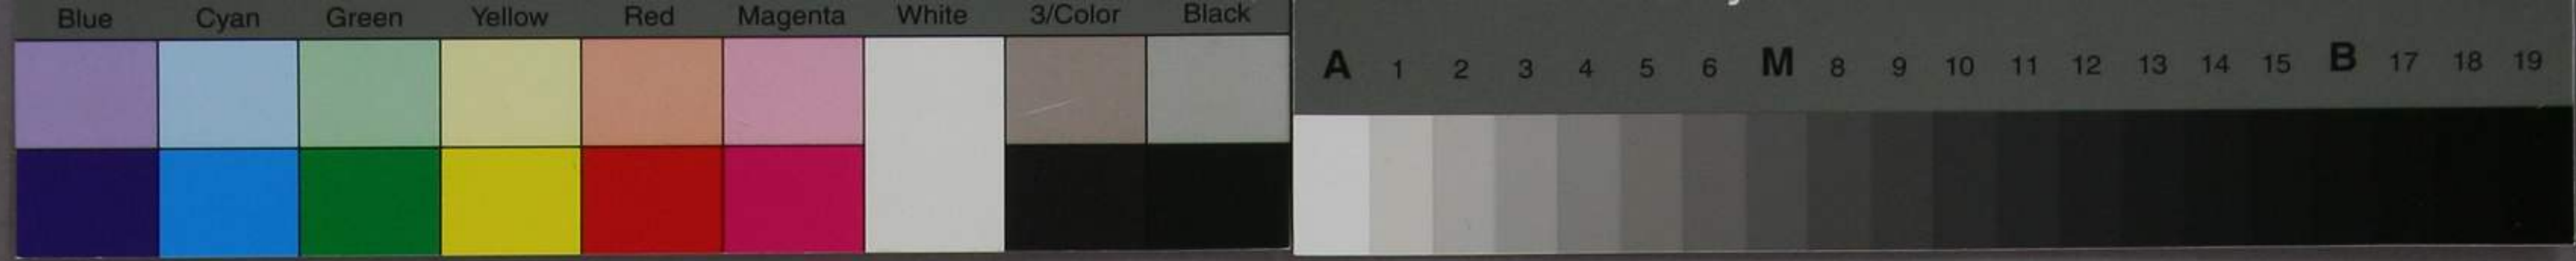 Blue Cyan Green Yellow Red Magenta White 3/Color Black
A 1 2 3 4 5 6 M 8 9 10 11 12 13 14 15 B 17 18 19